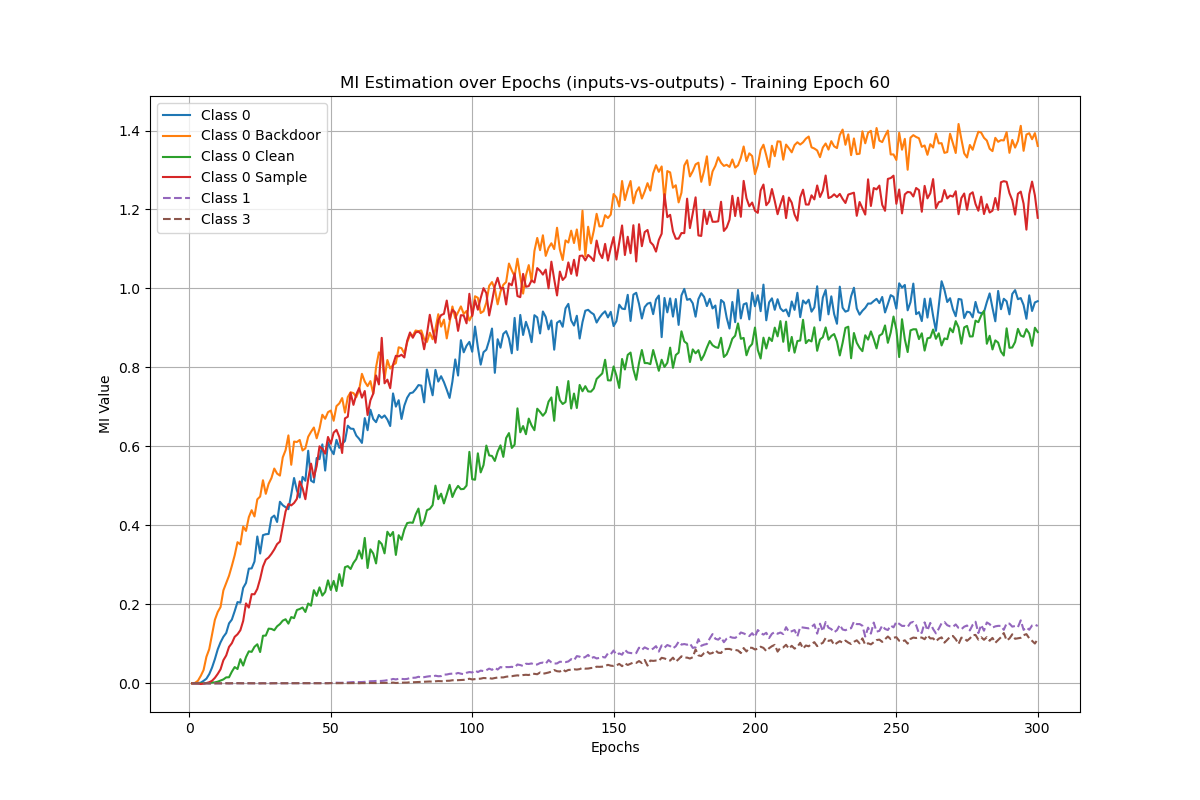 MI Estimation over Epochs (inputs-vs-outputs) - Training Epoch 60
Class 0
Class 0 Backdoor
Class 0 Clean
Class 0 Sample
Class 1
Class 3
MI Value
1.4
1.2
1.0
0.8
0.6
0.4
0.2
0.0
0 50 100 150 200 250 300
Epochs